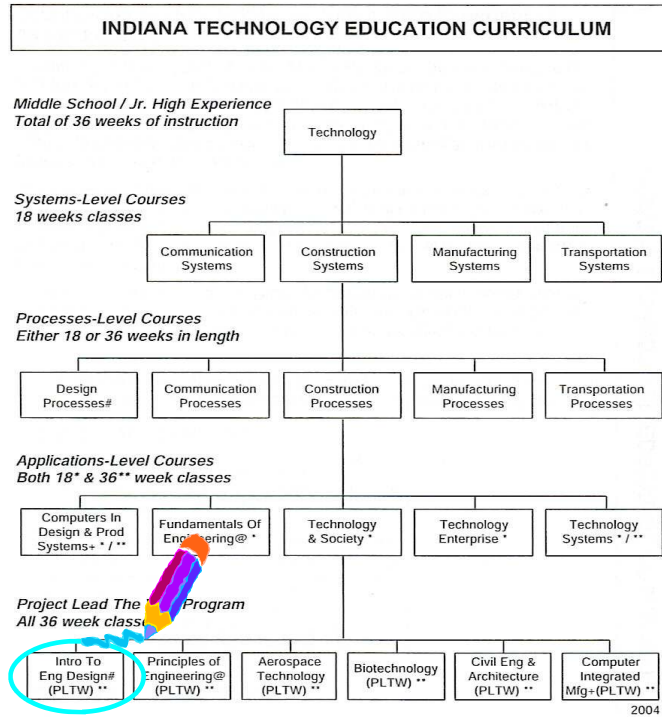 INDIANA TECHNOLOGY EDUCATION CURRICULUM
Middle School / Jr. High Experience
Total of 36 weeks of instruction
Technology
Systems-Level Courses
18 weeks classes
Communication
Systems
Construction
Systems
Manufacturing
Systems
Transportation
Systems
Processes-Level Courses
Either 18 or 36 weeks in length
Design
Processes#
Communication
Processes
Construction
Processes
Manufacturing
Processes
Transportation
Processes
Applications-Level Courses
Both 18* & 36** week classes
Computers In
Design & Prod
Systems+ * / **
Fundamentals Of
@ *
Technology
& Society *
Technology
Enterprise *
Technology
Systems * / **
Project Lead The Program
All 36 week
Intro To
Eng Design#
(PLTW) **
Principles of
Engineering@
(PLTW) **
Aerospace
Technology
(PLTW) **
Biotechnology
(PLTW) **
Civil Eng &
Architecture
(PLTW) **
Computer
Integrated
Mfg+(PLTW) **
2004